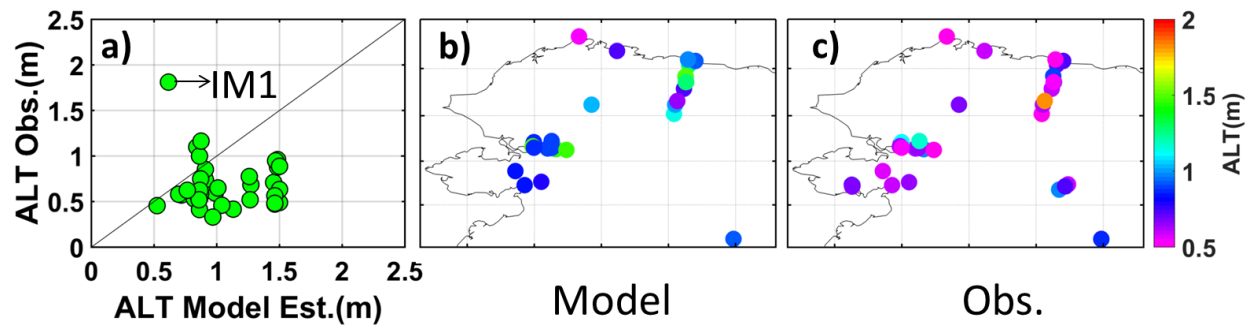 a)
IM1
ALT Obs.(m)
2.5
2
1.5
1
0.5
0
0 0.5 1 1.5 2 2.5
ALT Model Est.(m)
b)
Model
c)
Obs.
2
1.5
1
0.5
ALT(m)